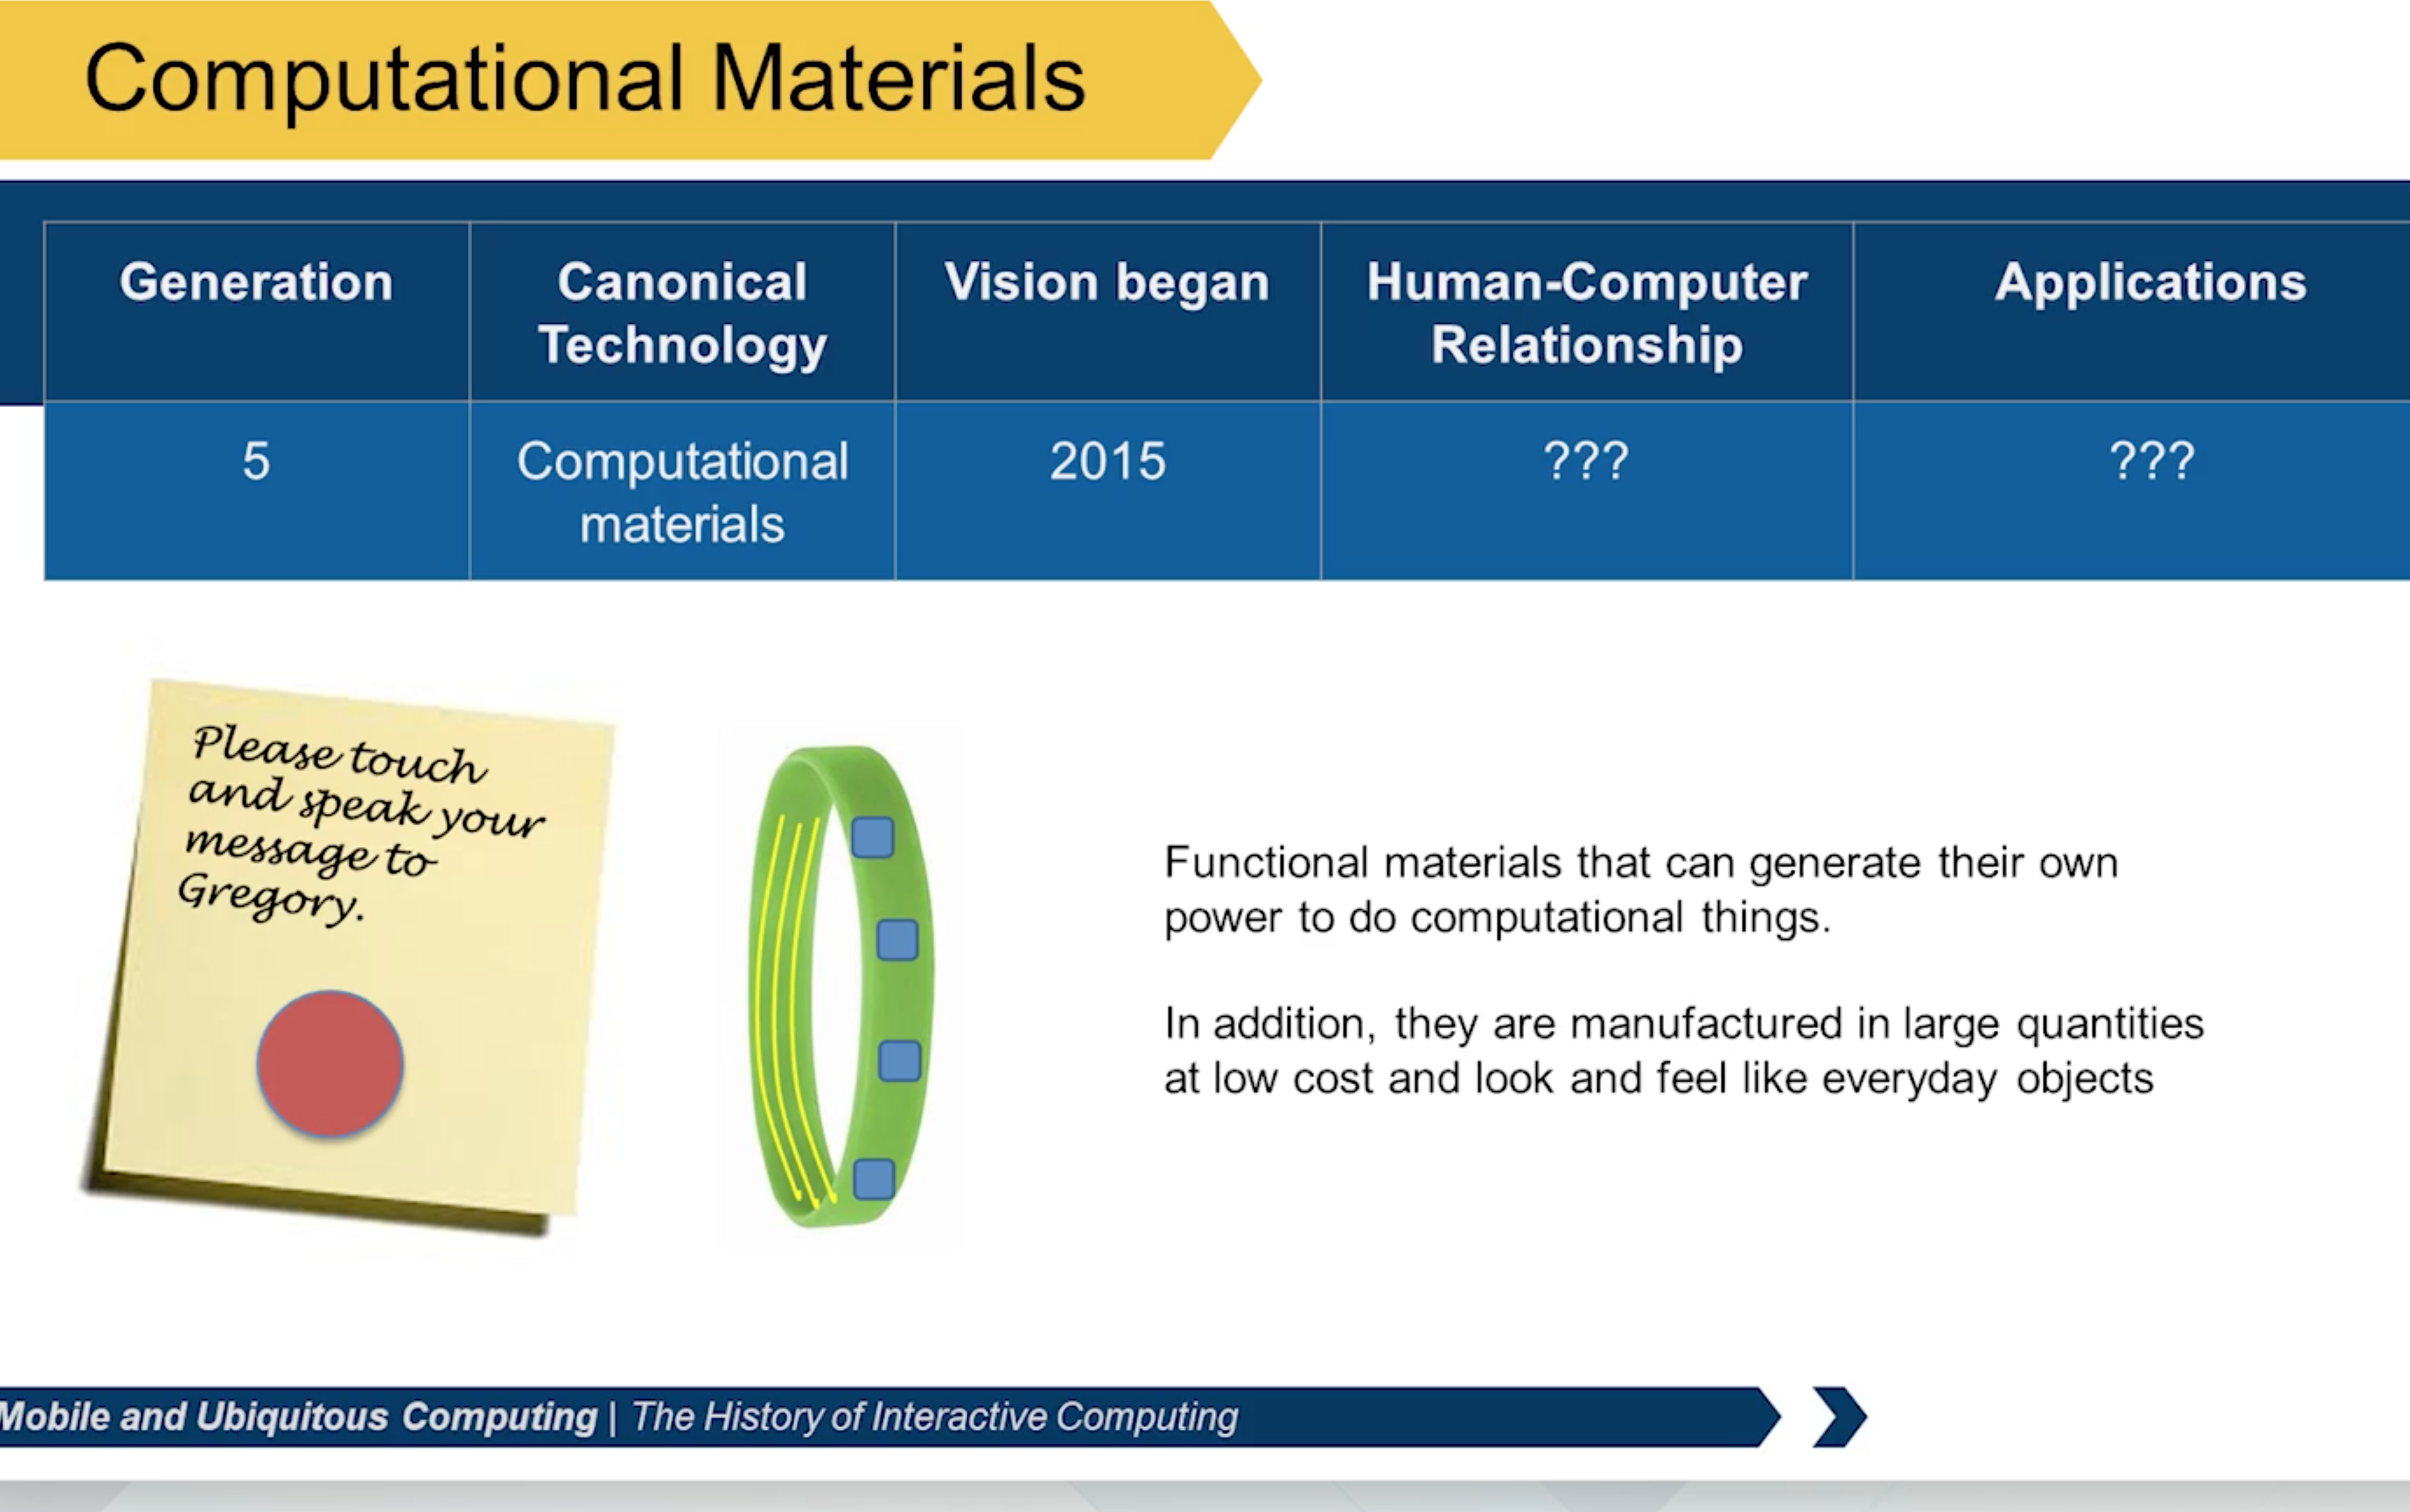 Computational Materials
Generation
Canonical
Technology
Vision began
Human-Computer
Relationship
Applications
5
Computational
materials
2015
???
???
Please touch
and speak your
message to
Gregory.
Functional materials that can generate their own
power to do computational things.
In addition, they are manufactured in large quantities
at low cost and look and feel like everyday objects
Mobile and Ubiquitous Computing | The History of Interactive Computing